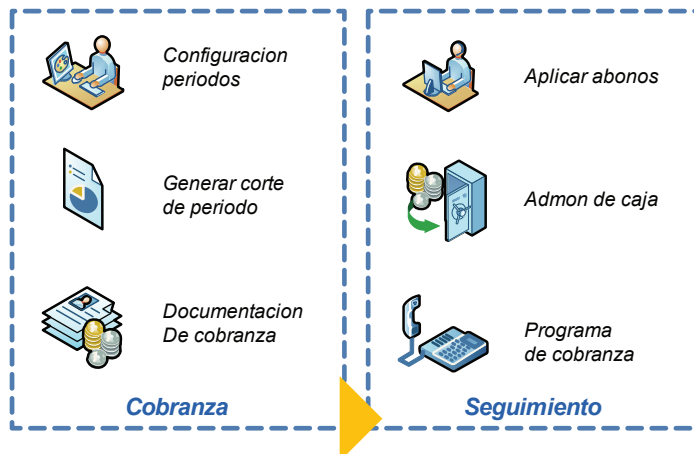 Configuracion
periodos
Generar corte
de periodo
Documentacion
De cobranza
Cobranza
Aplicar abonos
Admon de caja
Programa
de cobranza
Seguimiento